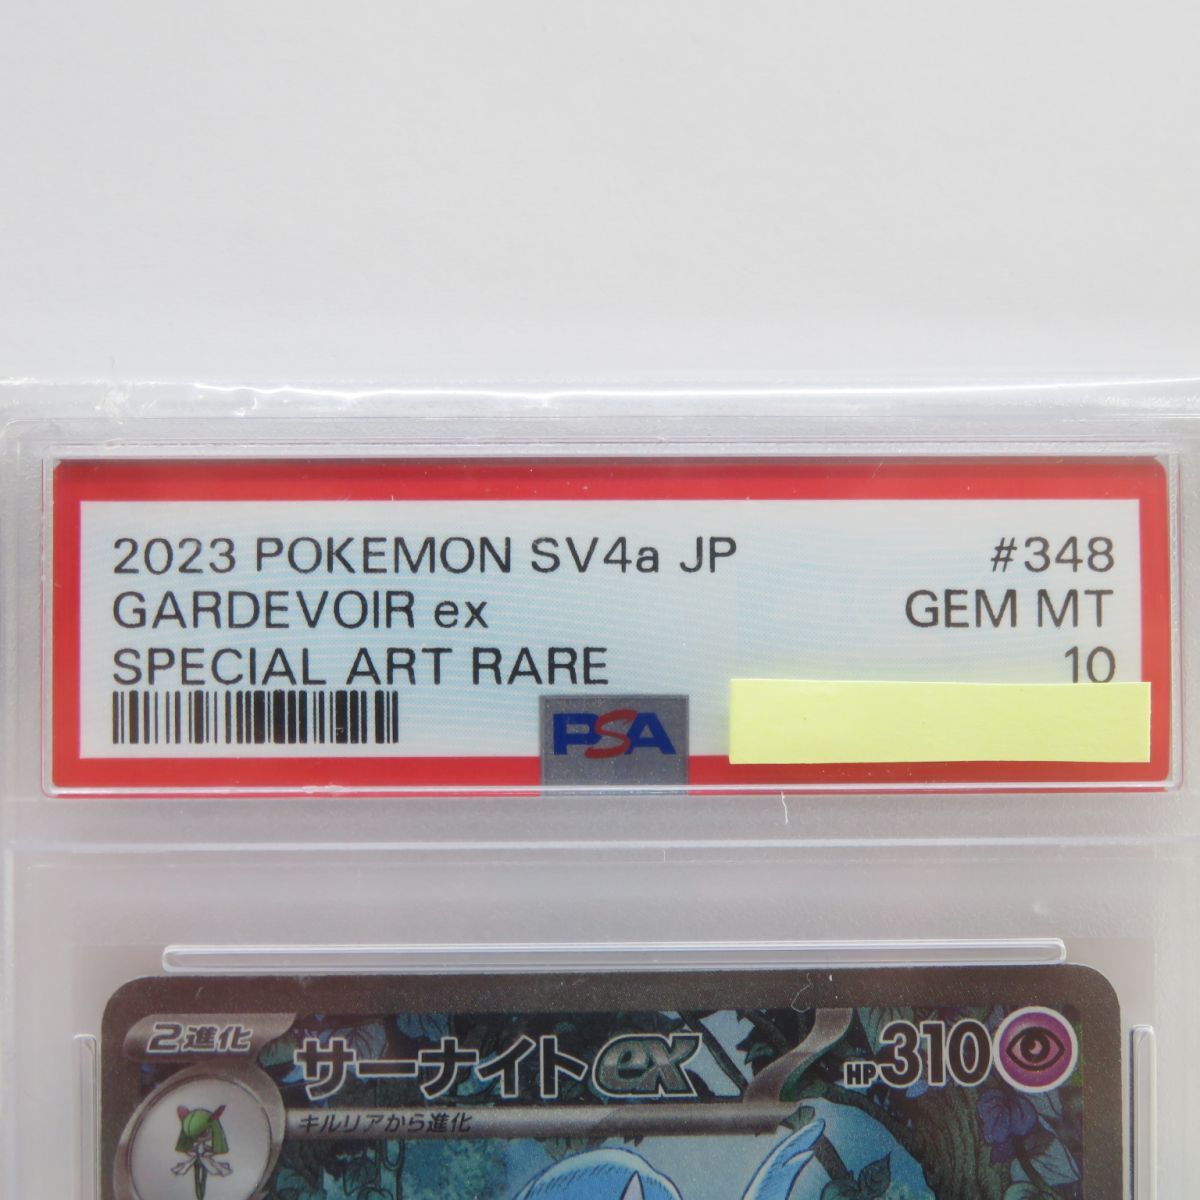 2023 POKEMON SV4a JP #348
GARDEVOIR ex GEM MT
SPECIAL ART RARE 10
PSA
2進化 サーナイトex HP310
キルリアから進化